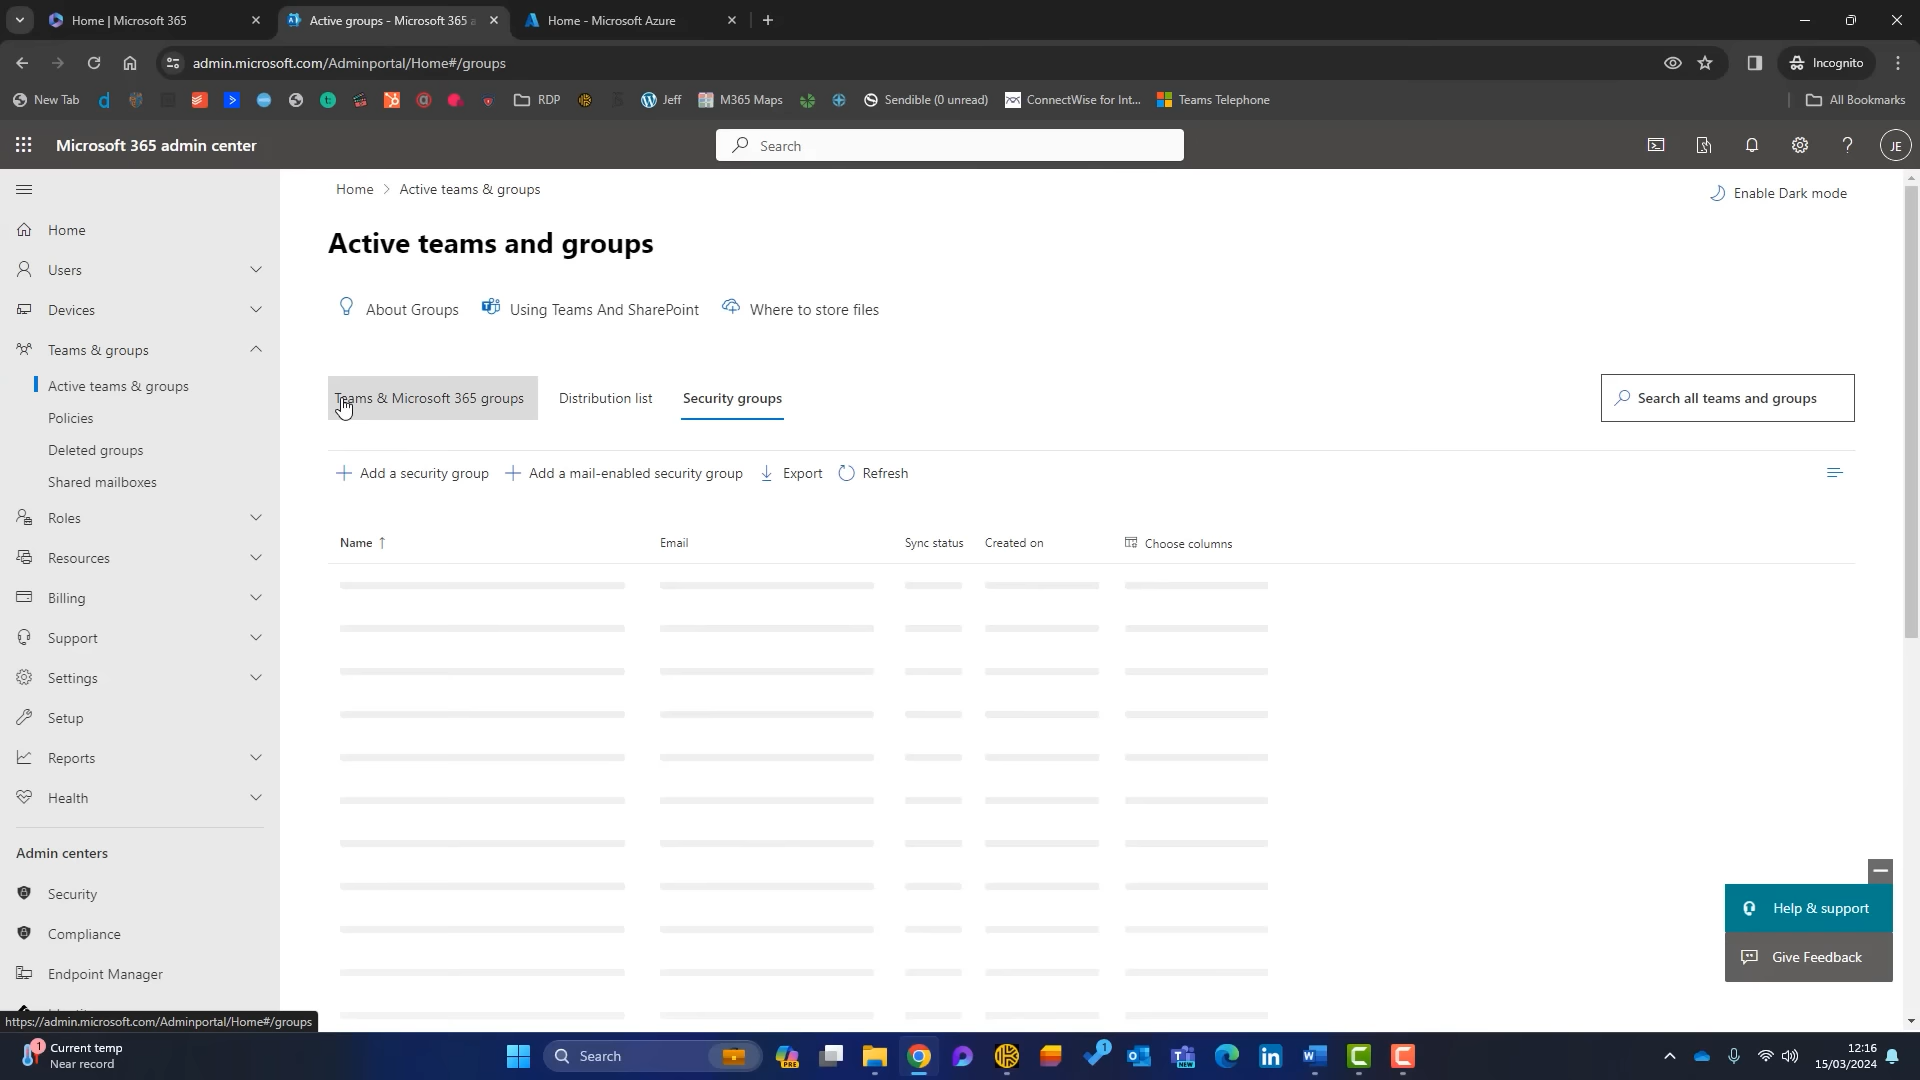 Home | Microsoft 365
Active groups - Microsoft 365 a
Home - Microsoft Azure
admin.microsoft.com/Adminportal/Home#/groups
Incognito
New Tab
RDP
Jeff
M365 Maps
Sendible (0 unread)
ConnectWise for Int...
Teams Telephone
All Bookmarks
Microsoft 365 admin center
Search
JE
Home
Users
Devices
Teams & groups
Active teams & groups
Policies
Deleted groups
Shared mailboxes
Roles
Resources
Billing
Support
Settings
Setup
Reports
Health
Admin centers
Security
Compliance
Endpoint Manager
https://admin.microsoft.com/Adminportal/Home#/groups
Home > Active teams & groups
Enable Dark mode
Active teams and groups
About Groups
Using Teams And SharePoint
Where to store files
Teams & Microsoft 365 groups
Distribution list
Security groups
Search all teams and groups
Add a security group
Add a mail-enabled security group
Export
Refresh
Name ↑
Email
Sync status
Created on
Choose columns
Help & support
Give Feedback
1
Current temp
Near record
Search
PRE
1
NEW
12:16
15/03/2024